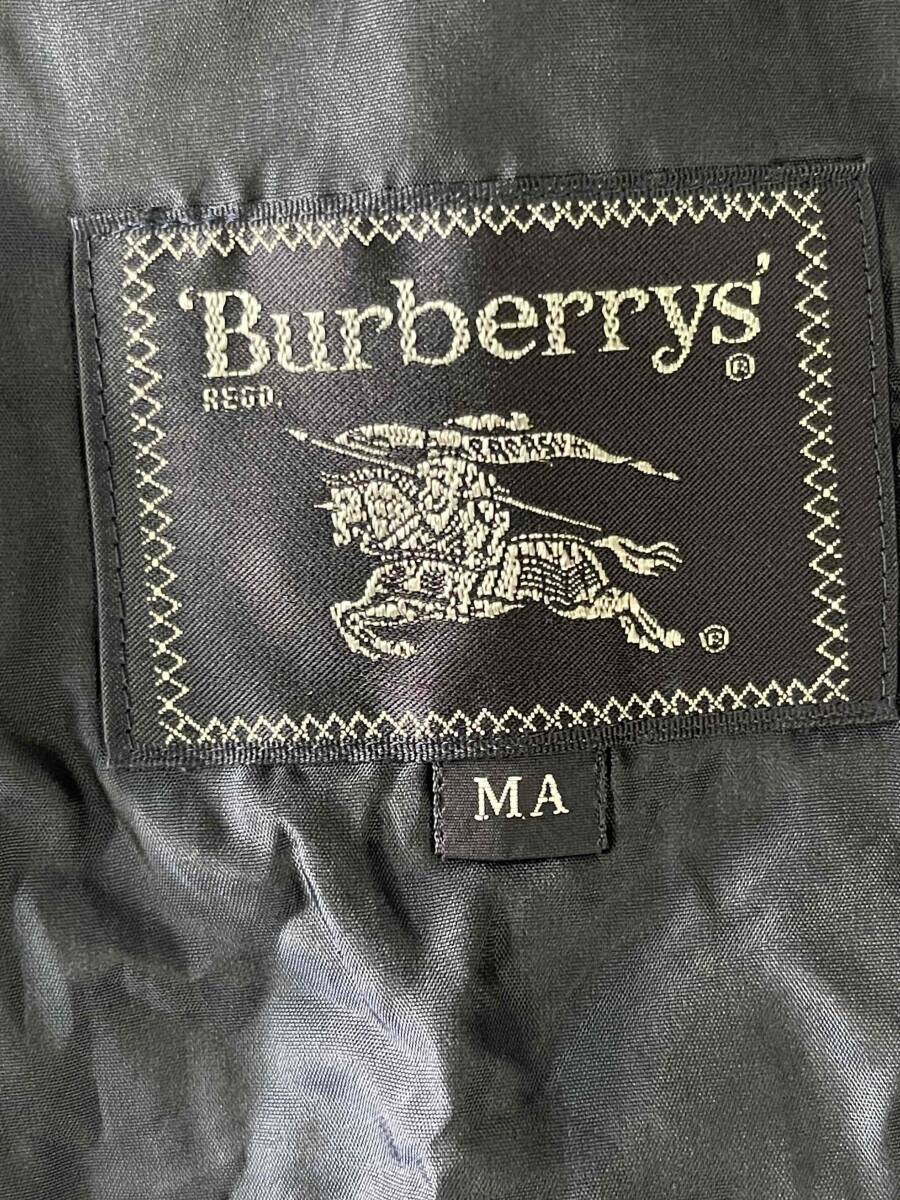 'Burberrys'
®
REGD.
®
MA